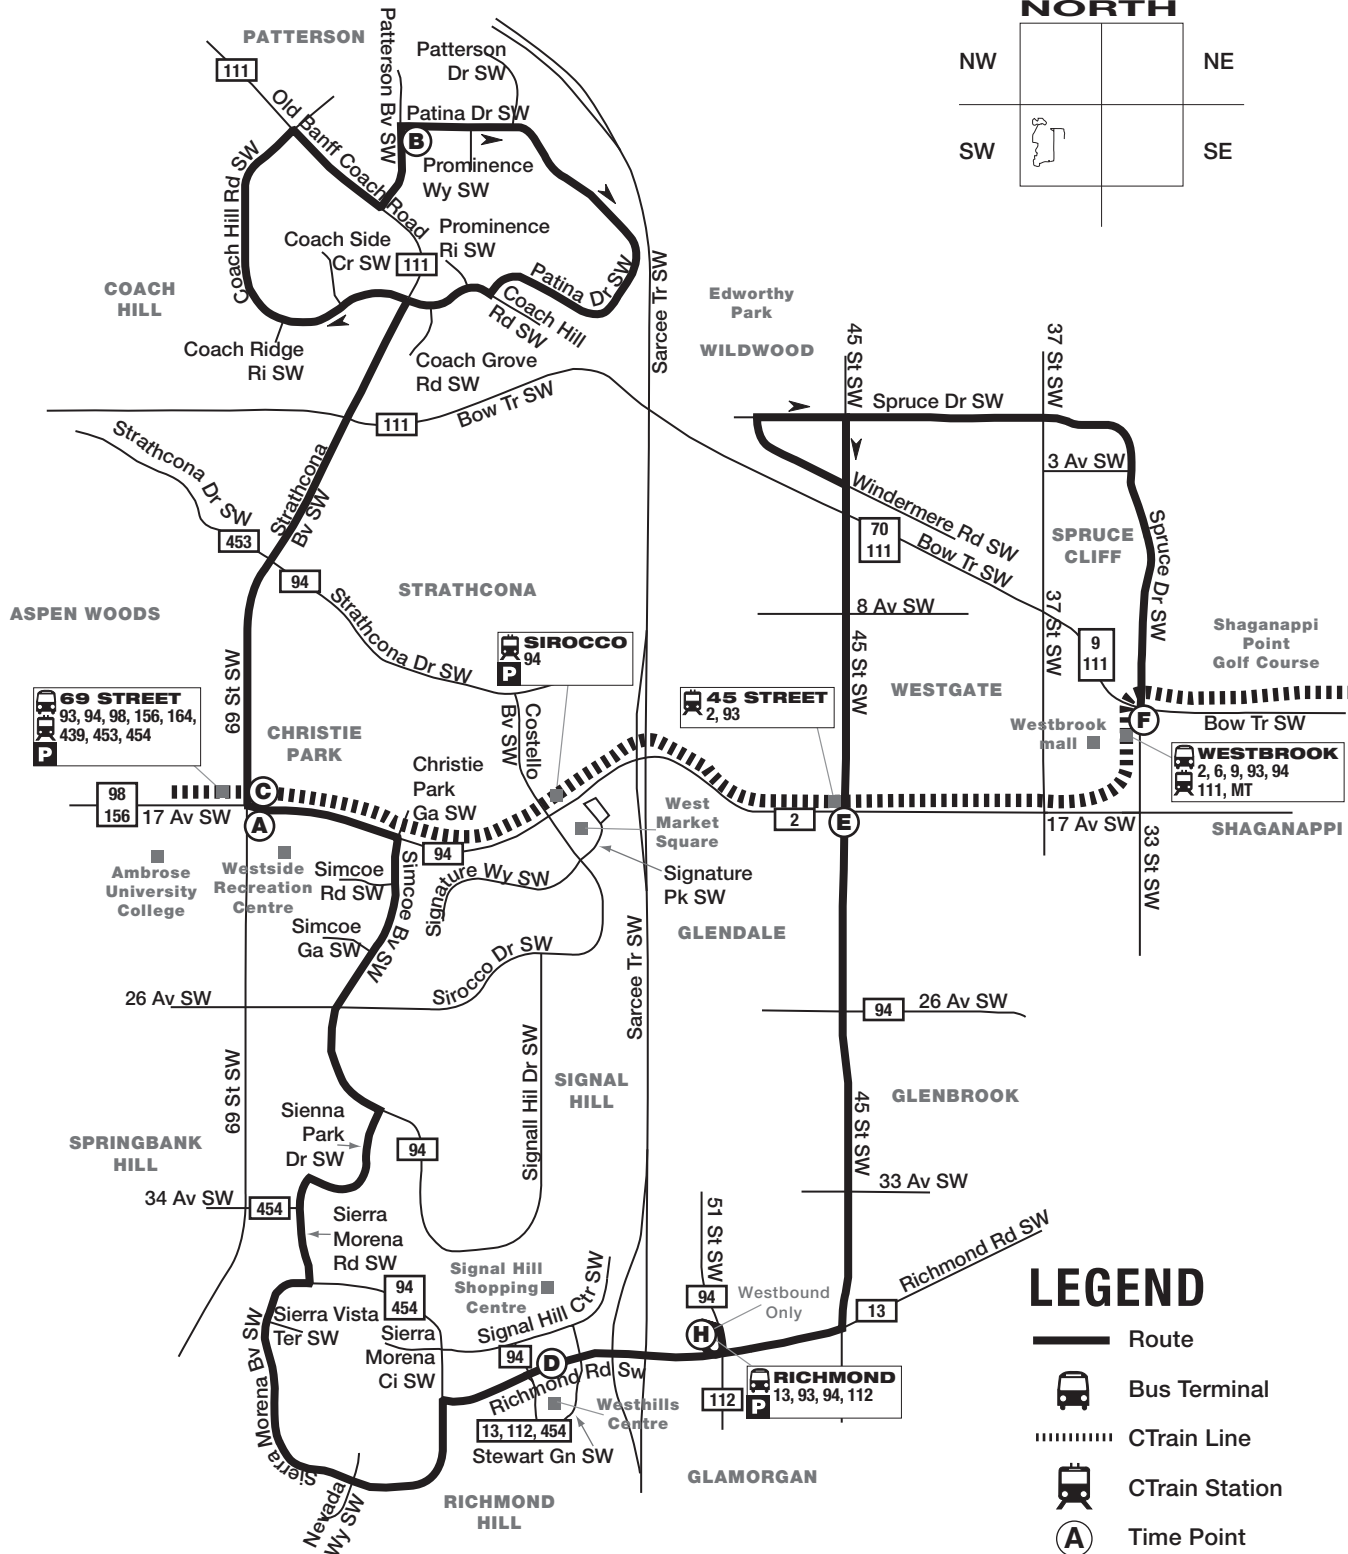 NORTH
NW
NE
SW
SE
PATTERSON
111
Patterson Bv SW
Patterson
Dr SW
Old Banff Coach Road
Patina Dr SW
B
Prominence
Wy SW
Coach Hill Rd SW
Coach Side
Cr SW
111
Prominence
Ri SW
Patina Dr SW
Coach Hill
Rd SW
COACH
HILL
Coach Ridge
Ri SW
Coach Grove
Rd SW
Sarcee Tr SW
Edworthy
Park
WILDWOOD
45 St SW
37 St SW
Spruce Dr SW
111
Bow Tr SW
Strathcona Dr SW
Strathcona
Bv SW
453
94
3 Av SW
Windermere Rd SW
70
111
Bow Tr SW
SPRUCE
CLIFF
Spruce Dr SW
STRATHCONA
ASPEN WOODS
Strathcona Dr SW
8 Av SW
37 St SW
9
111
Shaganappi
Point
Golf Course
SIROCCO
94
P
69 St SW
45 St SW
WESTGATE
69 STREET
93, 94, 98, 156, 164,
439, 453, 454
P
45 STREET
2, 93
CHRISTIE
PARK
Costello
Bv SW
Westbrook
mall
F
Bow Tr SW
WESTBROOK
2, 6, 9, 93, 94
111, MT
Christie
Park
Ga SW
98
156
17 Av SW
C
A
West
Market
Square
2
E
17 Av SW
33 St SW
SHAGANAPPI
94
Ambrose
University
College
Westside
Recreation
Centre
Simcoe
Rd SW
Simcoe Bv SW
Signature Wy SW
Signature
Pk SW
Simcoe
Ga SW
Sirocco Dr SW
Sarcee Tr SW
GLENDALE
26 Av SW
94
26 Av SW
69 St SW
Signall Hil Dr SW
SIGNAL
HILL
GLENBROOK
45 St SW
Sienna
Park
Dr SW
94
SPRINGBANK
HILL
34 Av SW
454
33 Av SW
Sierra
Morena
Rd SW
51 St SW
Richmond Rd SW
Signal Hill
Shopping
Centre
94
454
Signal Hill Ctr SW
94
Westbound
Only
13
LEGEND
Sierra Vista
Ter SW
Sierra
Morena
Ci SW
H
Route
94
D
Richmond Rd Sw
RICHMOND
13, 93, 94, 112
P
112
Bus Terminal
Sierra Morena Bv SW
Westhills
Centre
13, 112, 454
Stewart Gn SW
CTrain Line
Sierra
Nevada
Wy SW
GLAMORGAN
CTrain Station
RICHMOND
HILL
A
Time Point